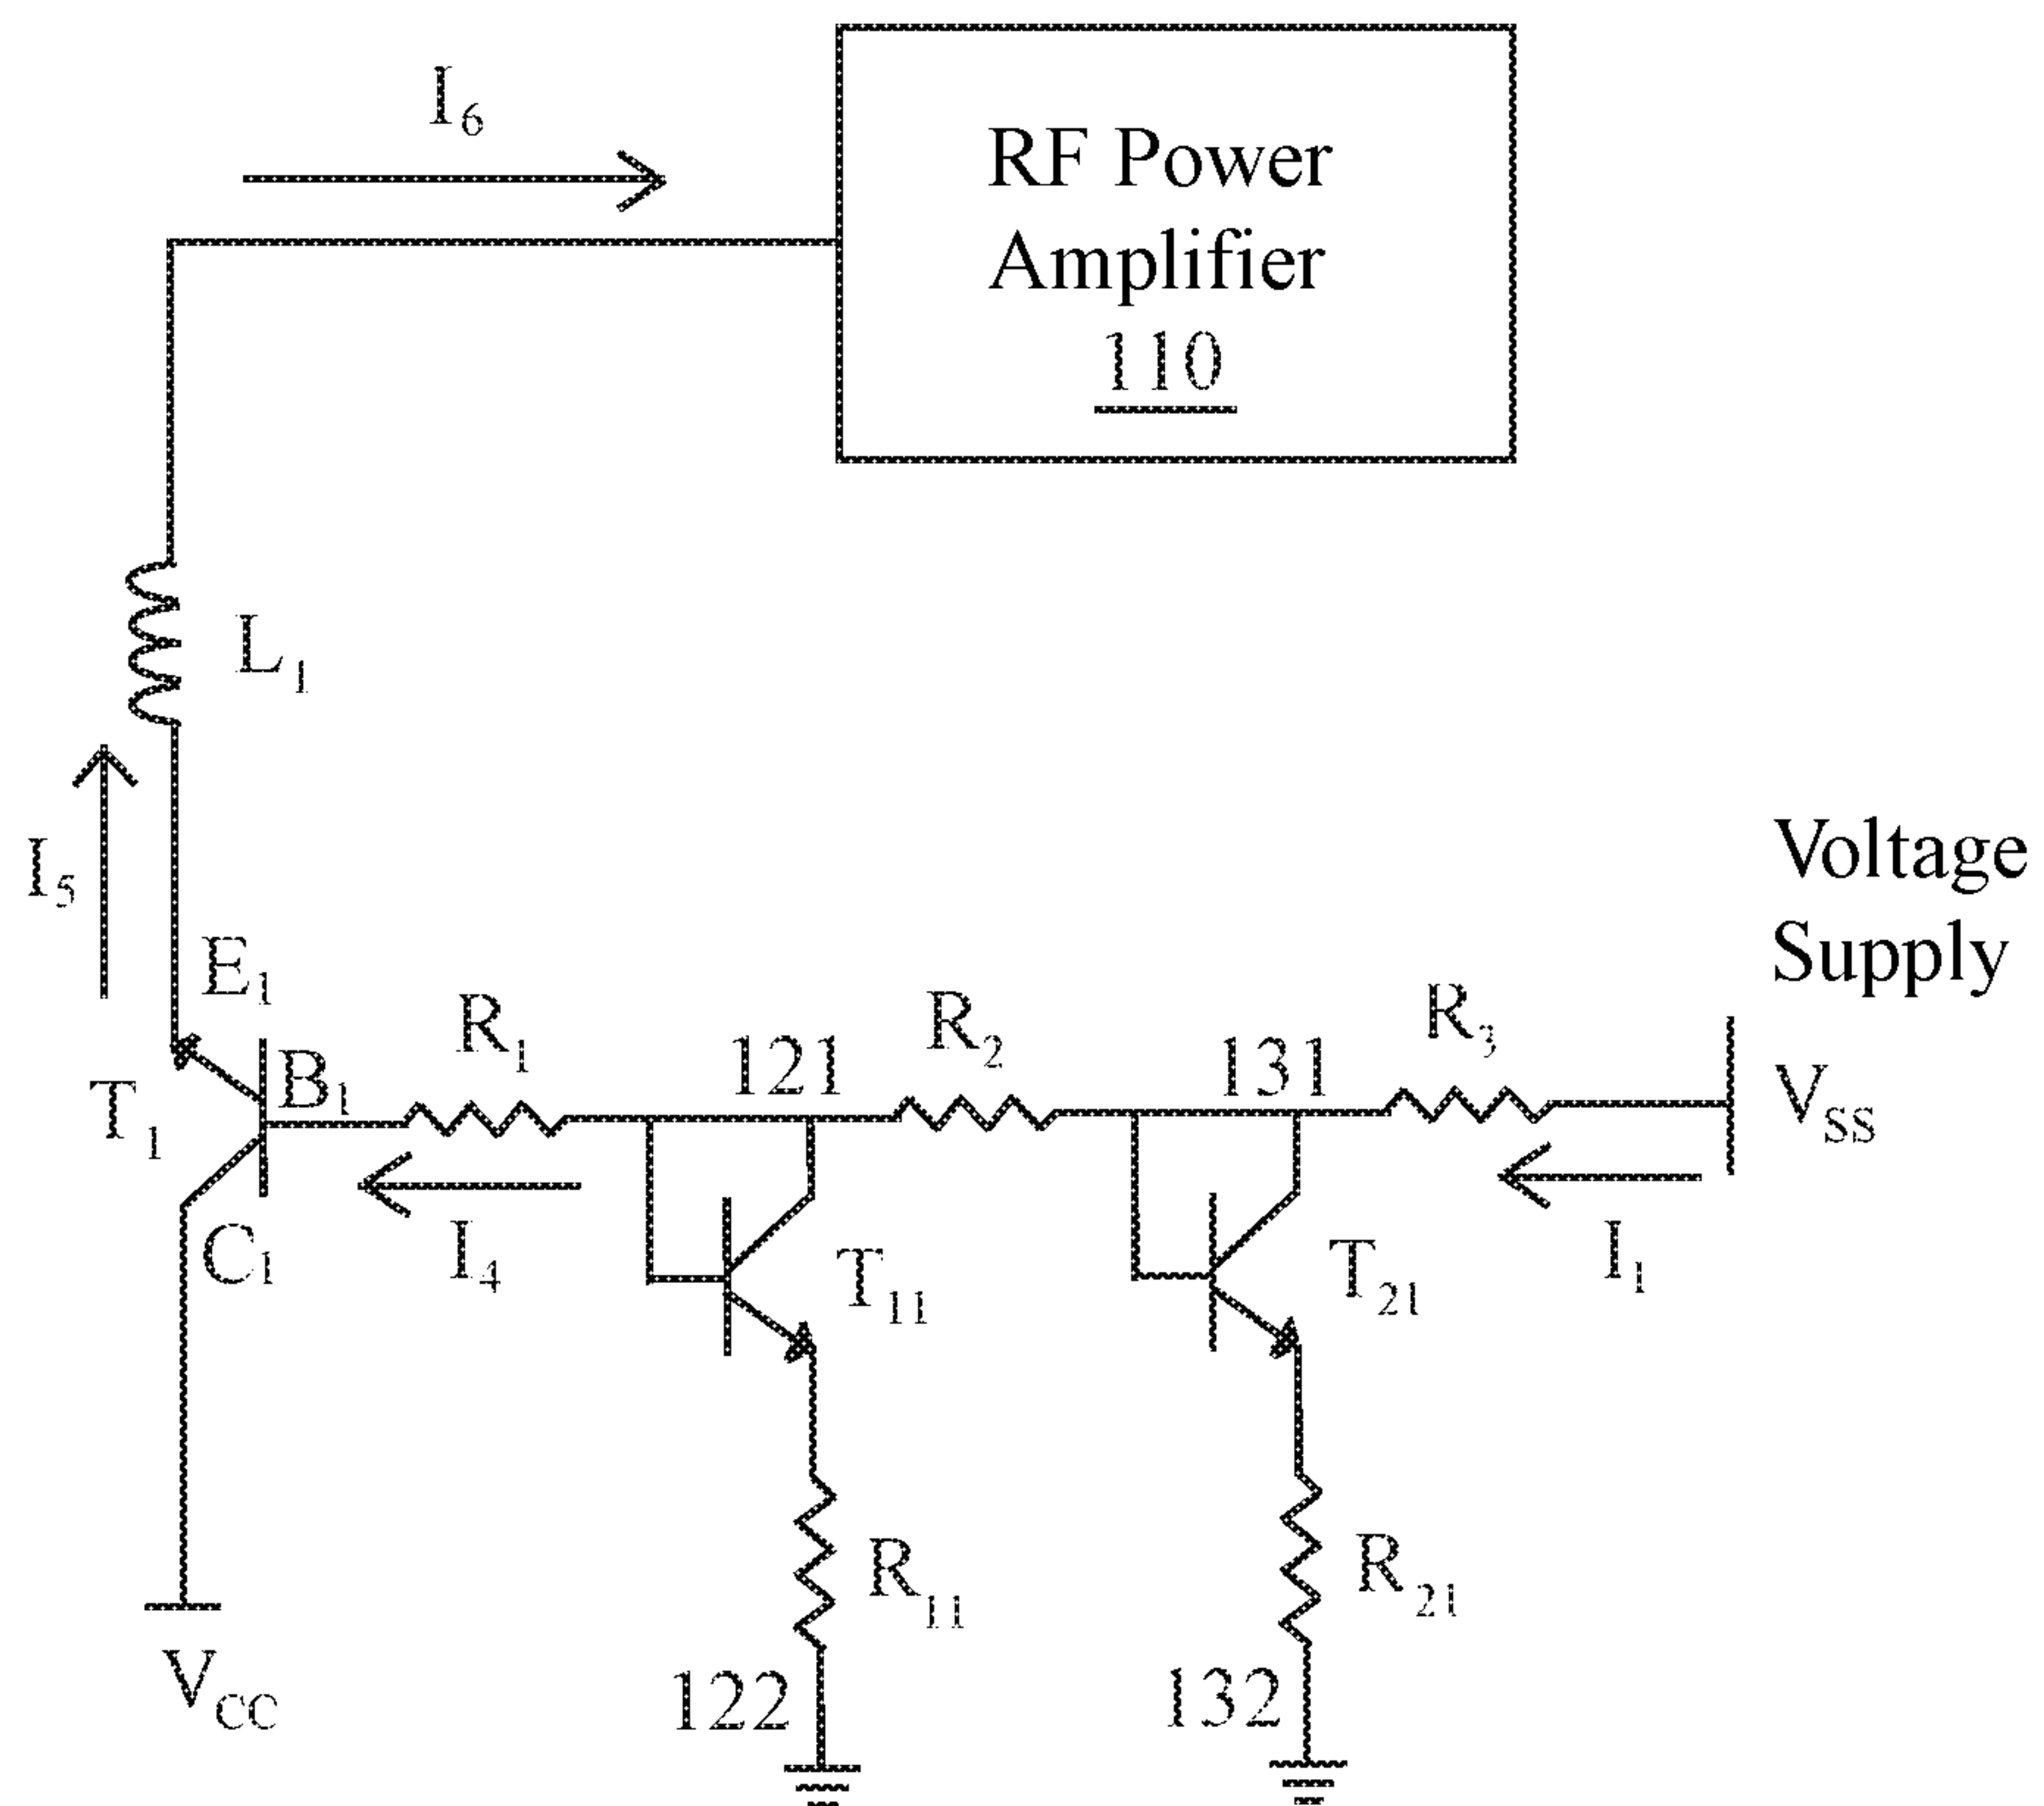 I6
RF Power
Amplifier
110
L1
I5
Voltage
Supply
E1
R1
121
R2
131
R3
T1
B1
VSS
C1
I4
T11
T21
I1
R11
R21
VCC
122
132